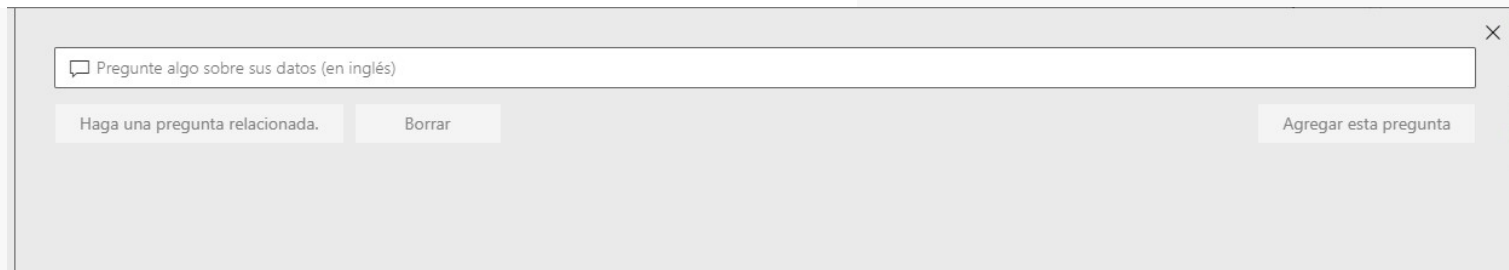 Pregunte algo sobre sus datos (en inglés)
Haga una pregunta relacionada.
Borrar
Agregar esta pregunta